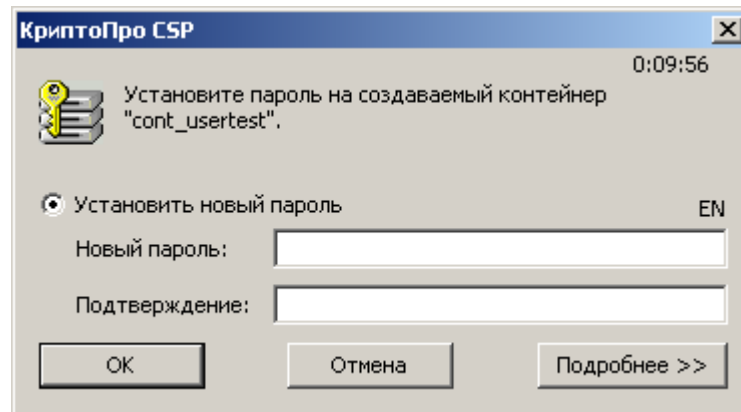 КриптоПро CSP
0:09:56
Установите пароль на создаваемый контейнер
"cont_usertest".
Установить новый пароль
EN
Новый пароль:
Подтверждение:
OK
Отмена
Подробнее >>